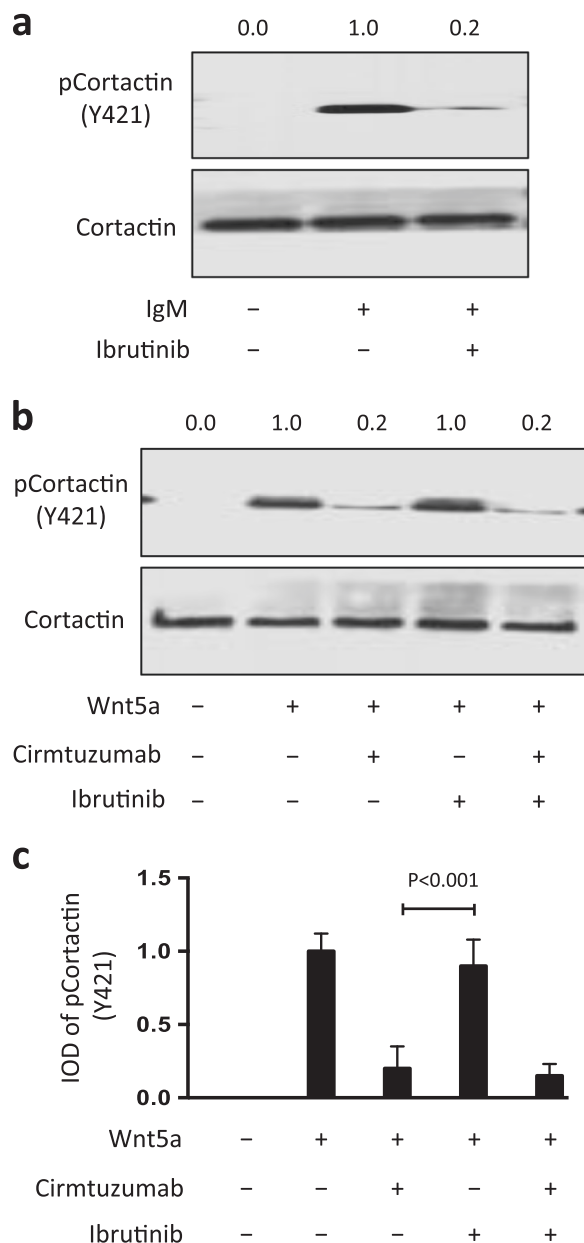 a
0.0 1.0 0.2
pCortactin
(Y421)
Cortactin
IgM – + +
Ibrutinib – – +
b
0.0 1.0 0.2 1.0 0.2
pCortactin
(Y421)
Cortactin
Wnt5a – + + + +
Cirmtuzumab – – + – +
Ibrutinib – – – + +
c
P<0.001
1.5
1.0
0.5
0.0
IOD of pCortactin
(Y421)
Wnt5a – + + + +
Cirmtuzumab – – + – +
Ibrutinib – – – + +